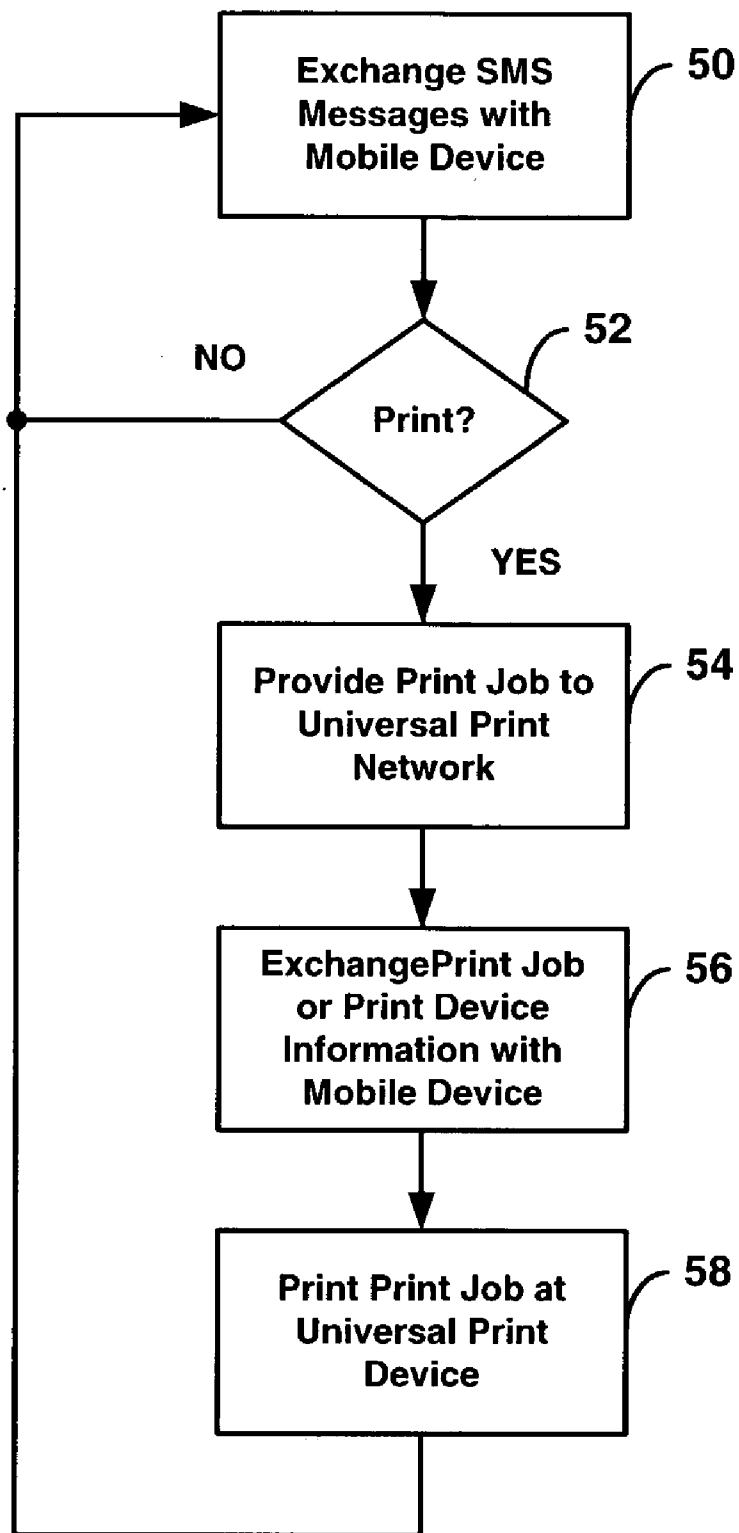 Exchange SMS
Messages with
Mobile Device
50
52
NO
Print?
YES
Provide Print Job to
Universal Print
Network
54
ExchangePrint Job
or Print Device
Information with
Mobile Device
56
Print Print Job at
Universal Print
Device
58